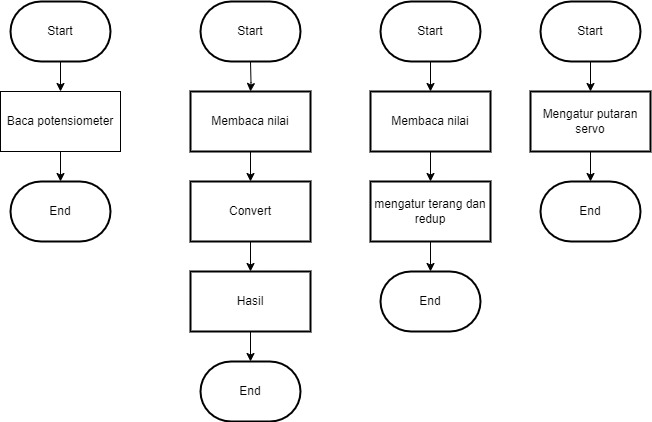 Start
Baca potensiometer
End
Start
Membaca nilai
Convert
Hasil
End
Start
Membaca nilai
mengatur terang dan
redup
End
Start
Mengatur putaran
servo
End